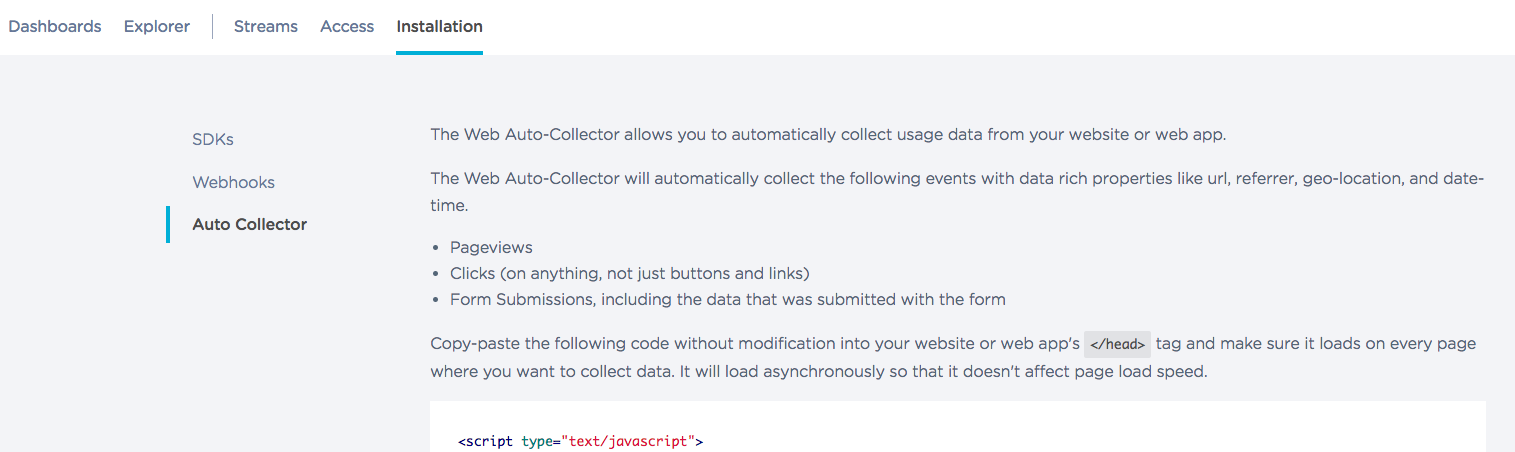 Dashboards Explorer Streams Access Installation
SDKs
Webhooks
Auto Collector
The Web Auto-Collector allows you to automatically collect usage data from your website or web app.
The Web Auto-Collector will automatically collect the following events with data rich properties like url, referrer, geo-location, and date-
time.
• Pageviews
• Clicks (on anything, not just buttons and links)
• Form Submissions, including the data that was submitted with the form
Copy-paste the following code without modification into your website or web app's </head> tag and make sure it loads on every page
where you want to collect data. It will load asynchronously so that it doesn't affect page load speed.
<script type="text/javascript">